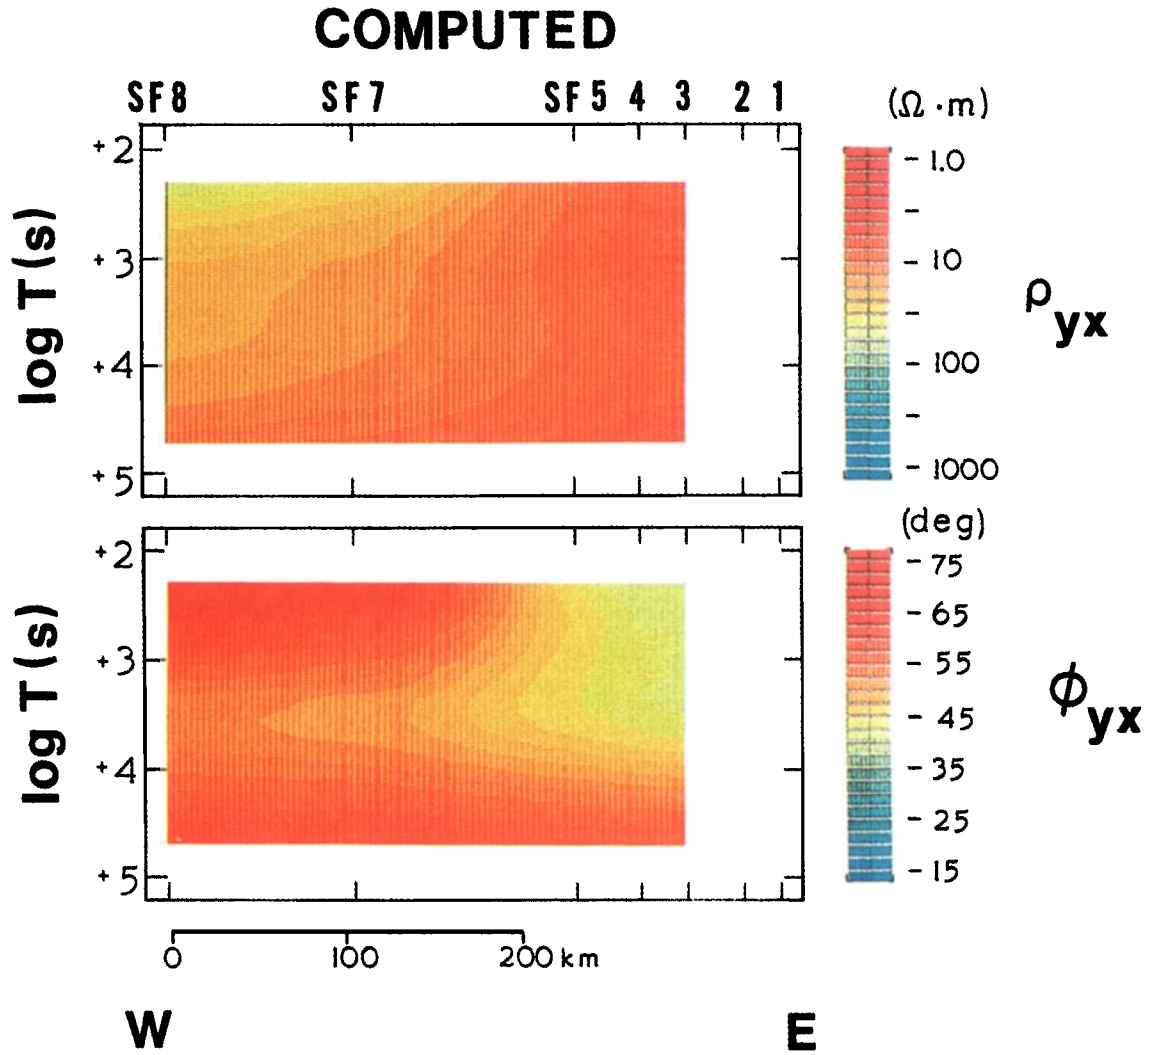 COMPUTED
SF8 SF7 SF5 4 3 2 1
(Ω·m)
+2
+3
+4
+5
log T(s)
-1.0
-10
-100
-1000
ρyx
(deg)
+2
+3
+4
+5
log T(s)
-75
-65
-55
-45
-35
-25
-15
ϕyx
0 100 200 km
W E